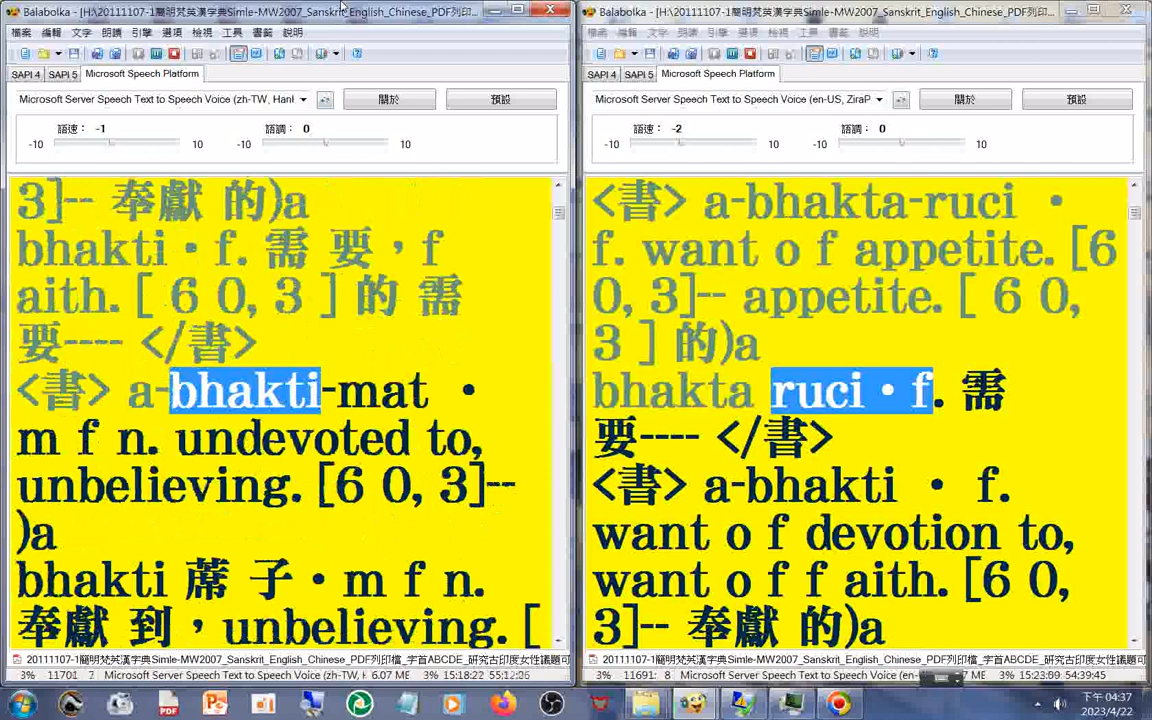 Balabolka - [H:\20111107-1簡明梵英漢字典Simle-MW2007_Sanskrit_English_Chinese_PDF列印...
檔案 編輯 文字 朗讀 引擎 選項 檢視 工具 書籤 說明
SAPI 4 SAPI 5 Microsoft Speech Platform
Microsoft Server Speech Text to Speech Voice (zh-TW, HanH 關於 預設
語速: -1 語調: 0
-10 10 -10 10
3]-- 奉獻 的)a
bhakti • f. 需 要，f
aith. [ 6 0, 3 ] 的 需
要---- </書>
<書> a-bhakti-mat •
m f n. undevoted to,
unbelieving. [6 0, 3]--
)a
bhakti 蓆 子 • m f n.
奉獻 到，unbelieving. [
20111107-1簡明梵英漢字典Simle-MW2007_Sanskrit_English_Chinese_PDF列印檔_字首ABCDE_研究古印度女性議題可
3% 11701 Microsoft Server Speech Text to Speech Voice (zh-TW, H 6.07 ME 3% 15:18:22 55:12:06
Balabolka - [H:\20111107-1簡明梵英漢字典Simle-MW2007_Sanskrit_English_Chinese_PDF列印...
檔案 編輯 文字 朗讀 引擎 選項 檢視 工具 書籤 說明
SAPI 4 SAPI 5 Microsoft Speech Platform
Microsoft Server Speech Text to Speech Voice (en-US, ZiraP 關於 預設
語速: -2 語調: 0
-10 10 -10 10
<書> a-bhakta-ruci •
f. want o f appetite. [6
0, 3]-- appetite. [ 6 0,
3 ] 的)a
bhakta ruci • f. 需
要---- </書>
<書> a-bhakti • f.
want o f devotion to,
want o f f aith. [6 0,
3]-- 奉獻 的)a
20111107-1簡明梵英漢字典Simle-MW2007_Sanskrit_English_Chinese_PDF列印檔_字首ABCDE_研究古印度女性議題可
3% 11691: 8 Microsoft Server Speech Text to Speech Voice 3% 15:23:09 54:39:45
下午 04:37
2023/4/22